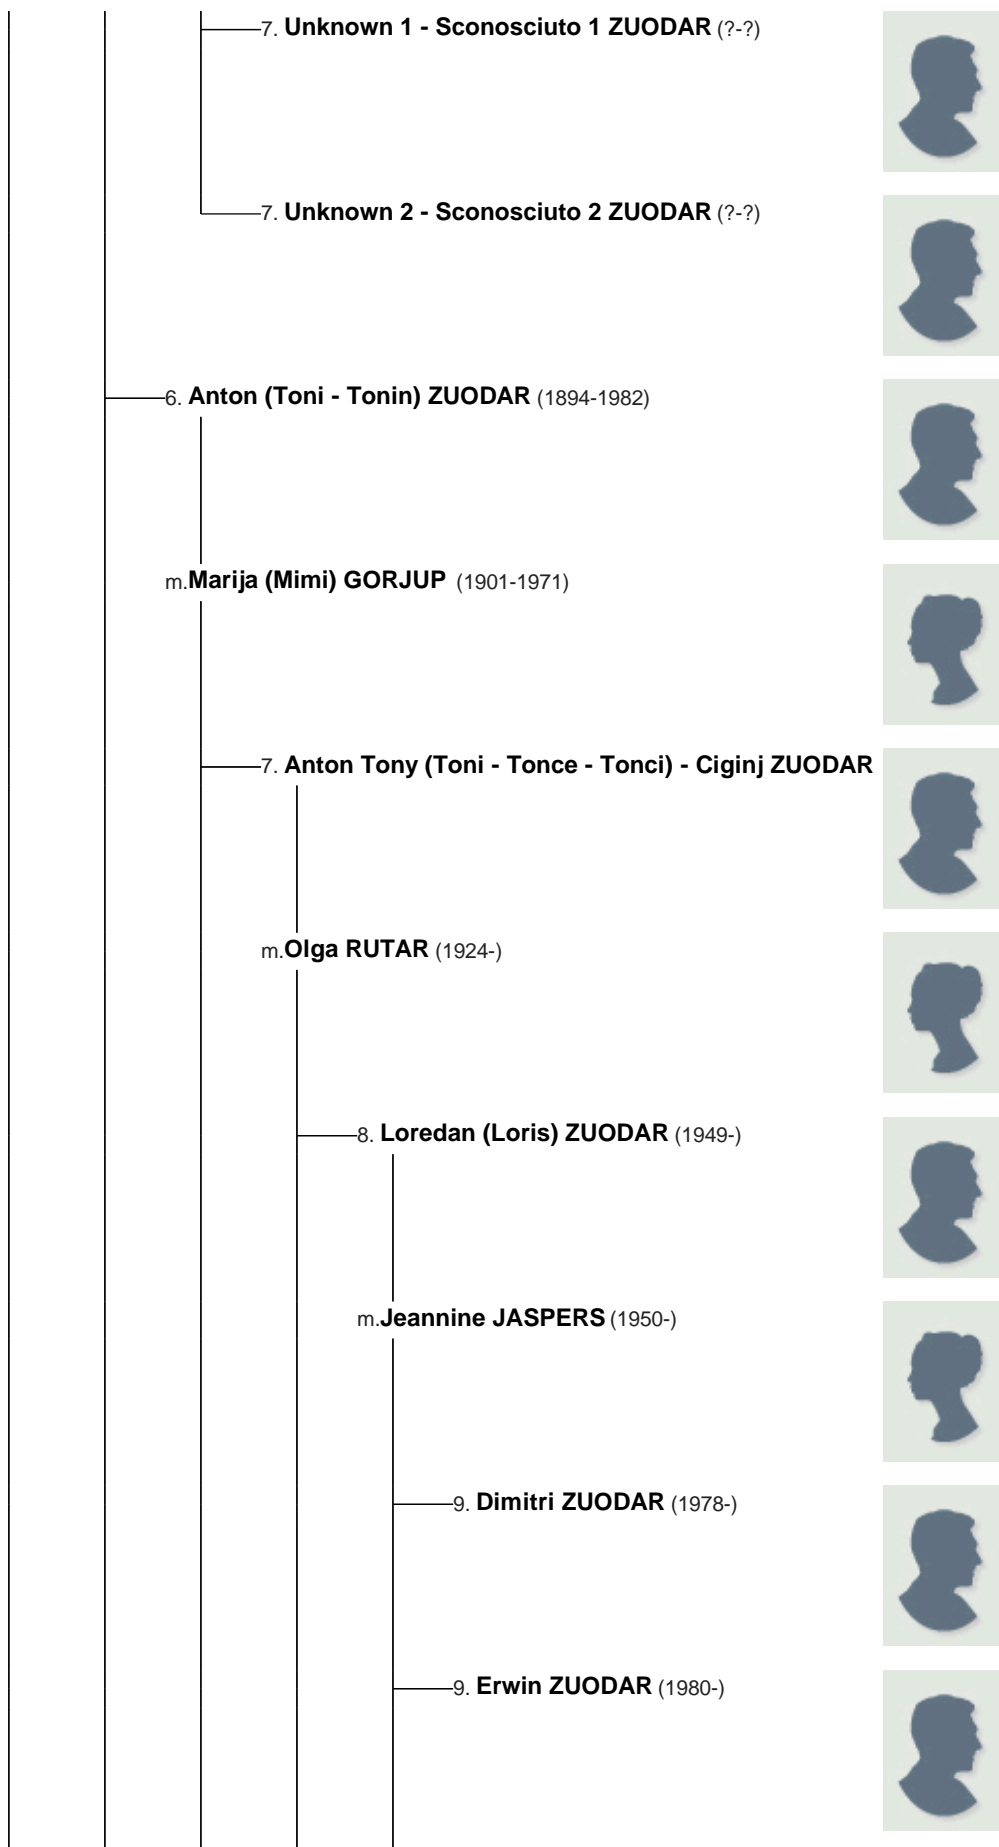 7. Unknown 1 - Sconosciuto 1 ZUODAR (?-?)
7. Unknown 2 - Sconosciuto 2 ZUODAR (?-?)
6. Anton (Toni - Tonin) ZUODAR (1894-1982)
m.Marija (Mimi) GORJUP (1901-1971)
7. Anton Tony (Toni - Tonce - Tonci) - Ciginj ZUODAR
m.Olga RUTAR (1924-)
8. Loredan (Loris) ZUODAR (1949-)
m.Jeannine JASPERS (1950-)
9. Dimitri ZUODAR (1978-)
9. Erwin ZUODAR (1980-)